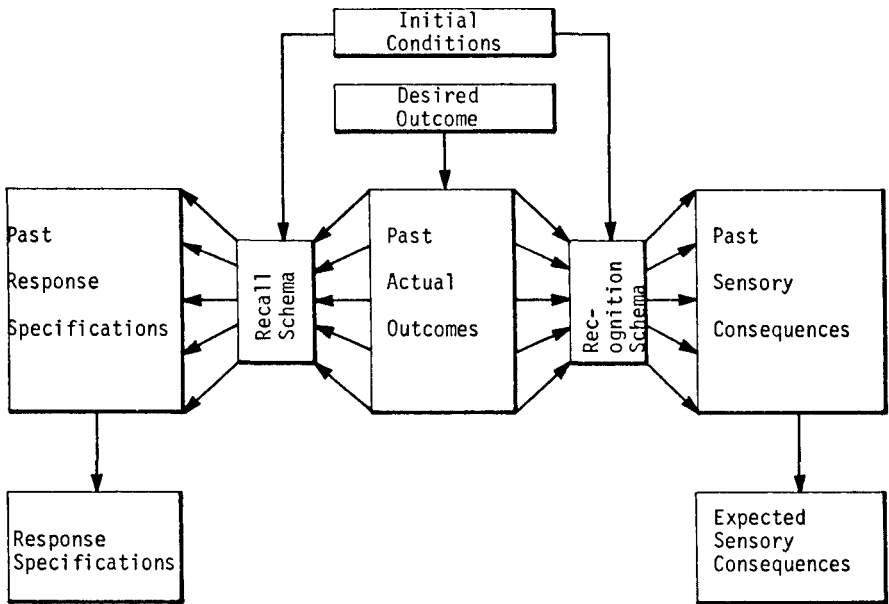 Initial
Conditions
Desired
Outcome
Past
Response
Specifications
Recall
Schema
Past
Actual
Outcomes
Rec-
ognition
Schema
Past
Sensory
Consequences
Response
Specifications
Expected
Sensory
Consequences